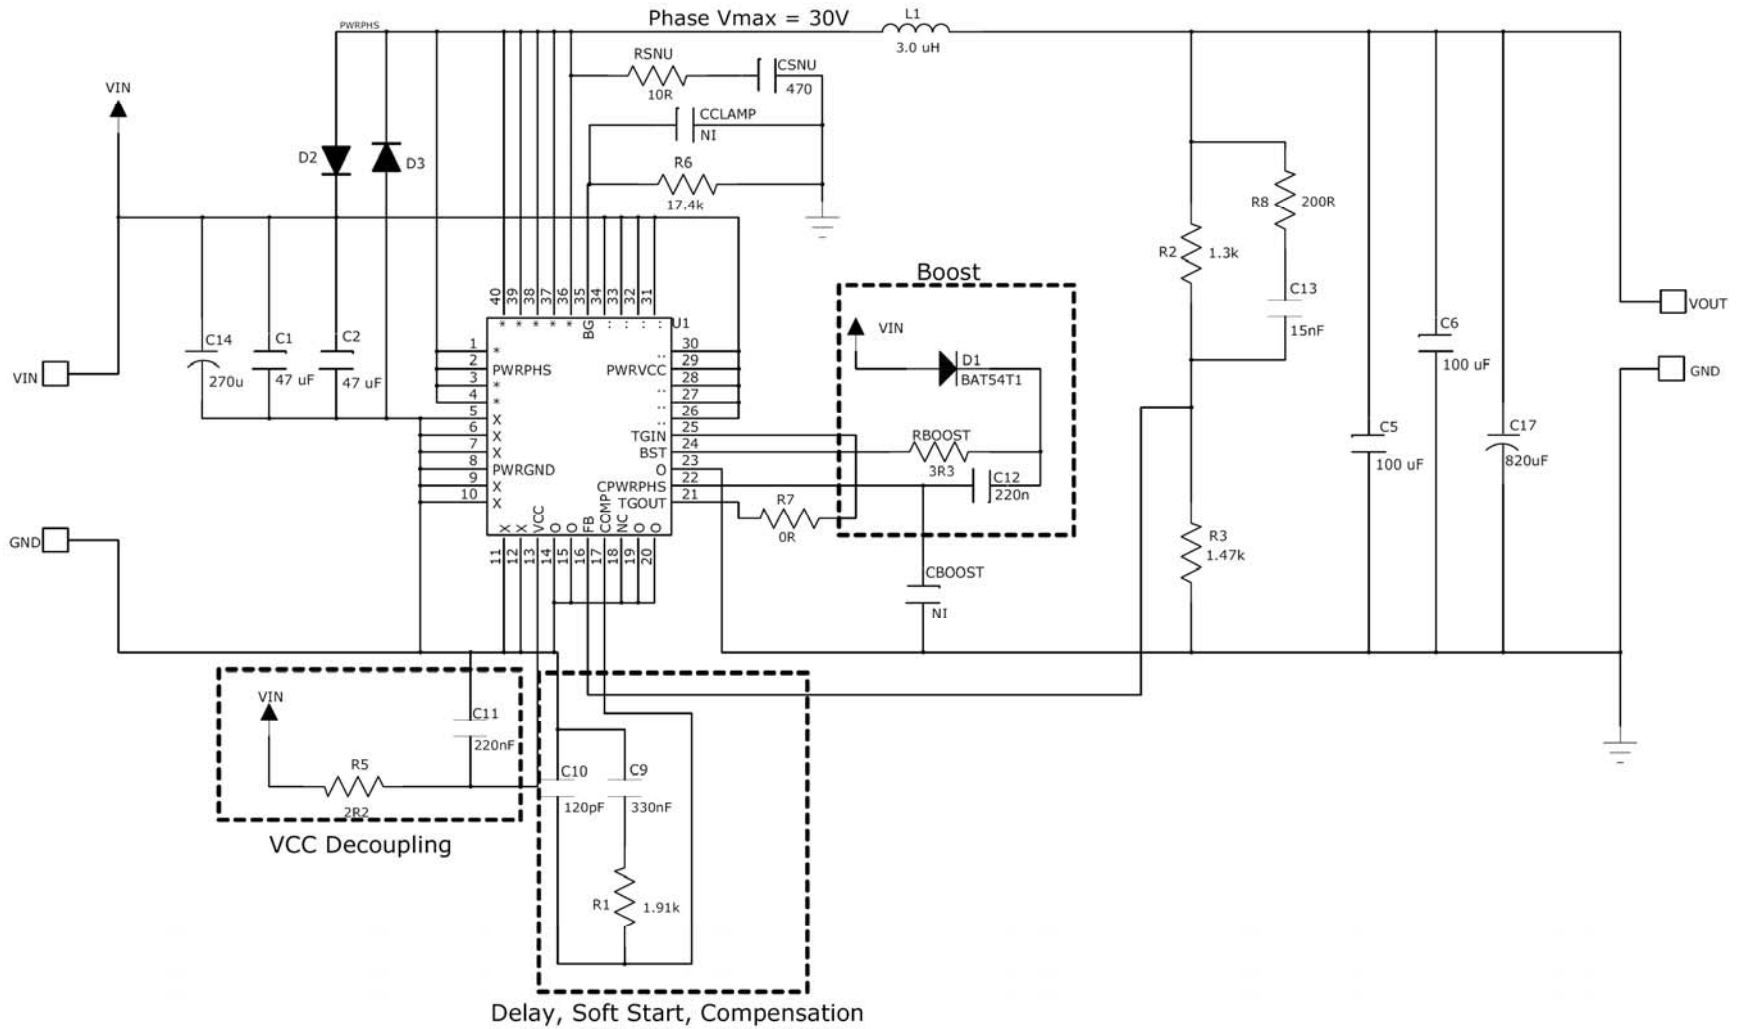 Phase Vmax = 30V
PWRPHS
L1
3.0 uH
RSNU
10R
CSNU
470
VIN
CCLAMP
NI
D2
D3
R6
17.4k
R8
200R
R2
1.3k
Boost
C13
15nF
40
39
38
37
36
35
34
33
32
31
* * * * * BG : : : :
U1
VIN
VOUT
C14
270u
C1
47 uF
C2
47 uF
C6
100 uF
1 * .. 30
2 PWRPHS PWRVCC 29
3 * .. 28
4 * .. 27
5 X .. 26
6 X TGIN 25
7 X BST 24
8 PWRGND O 23
9 X CPWRPHS 22
10 X TGOUT 21
D1
BAT54T1
VIN
GND
RBOOST
3R3
C12
220n
C5
100 uF
C17
820uF
R7
0R
X X VCC O O FB COMP NC O O
11
12
13
14
15
16
17
18
19
20
GND
R3
1.47k
CBOOST
NI
VIN
C11
220nF
R5
2R2
C10
120pF
C9
330nF
VCC Decoupling
R1
1.91k
Delay, Soft Start, Compensation